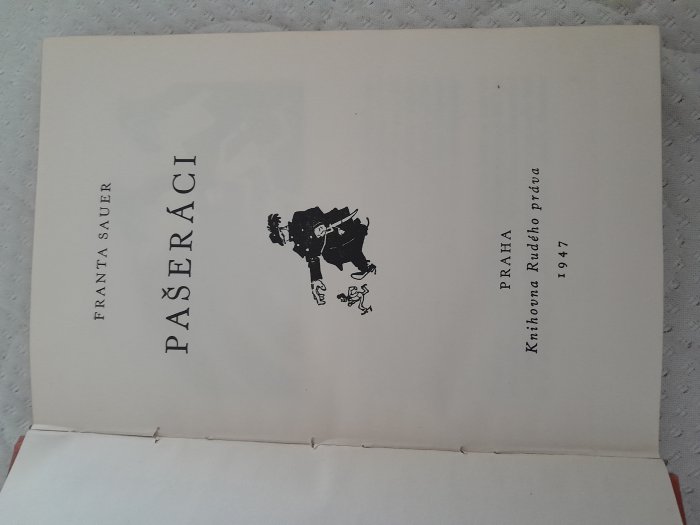 FRANTA SAUER
PAŠERÁCI
PRAHA
Knihovna Rudého práva
1947